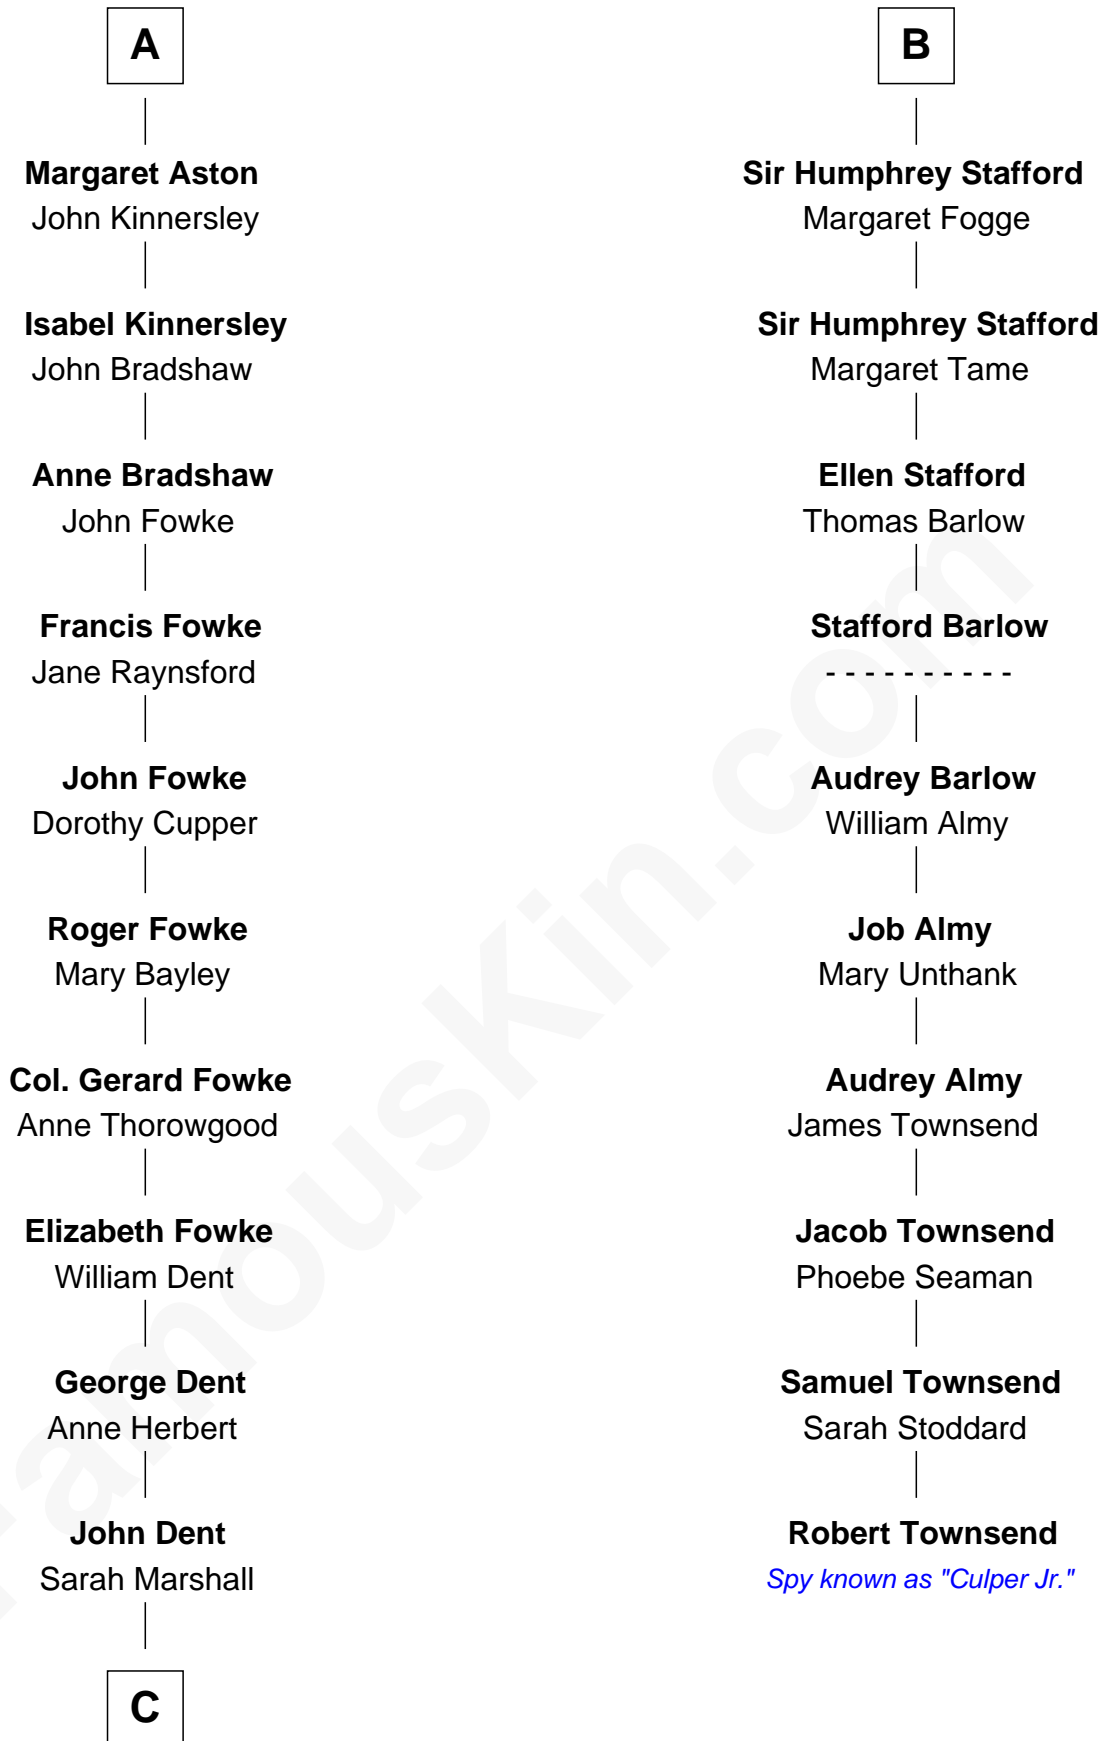 A
Margaret Aston
John Kinnersley
Isabel Kinnersley
John Bradshaw
Anne Bradshaw
John Fowke
Francis Fowke
Jane Raynsford
John Fowke
Dorothy Cupper
Roger Fowke
Mary Bayley
Col. Gerard Fowke
Anne Thorowgood
Elizabeth Fowke
William Dent
George Dent
Anne Herbert
John Dent
Sarah Marshall
C
B
Sir Humphrey Stafford
Margaret Fogge
Sir Humphrey Stafford
Margaret Tame
Ellen Stafford
Thomas Barlow
Stafford Barlow
- - - - - - - - - -
Audrey Barlow
William Almy
Job Almy
Mary Unthank
Audrey Almy
James Townsend
Jacob Townsend
Phoebe Seaman
Samuel Townsend
Sarah Stoddard
Robert Townsend
Spy known as "Culper Jr."
FamousKin.com